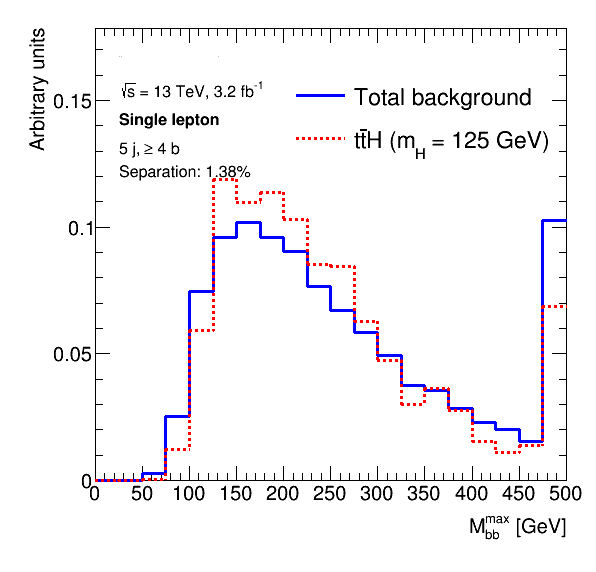 Arbitrary units
√s = 13 TeV, 3.2 fb⁻¹
Single lepton
5 j, ≥ 4 b
Separation: 1.38%
Total background
tt̄H (m_H = 125 GeV)
0.15
0.1
0.05
0
0 50 100 150 200 250 300 350 400 450 500
M_bb^max [GeV]